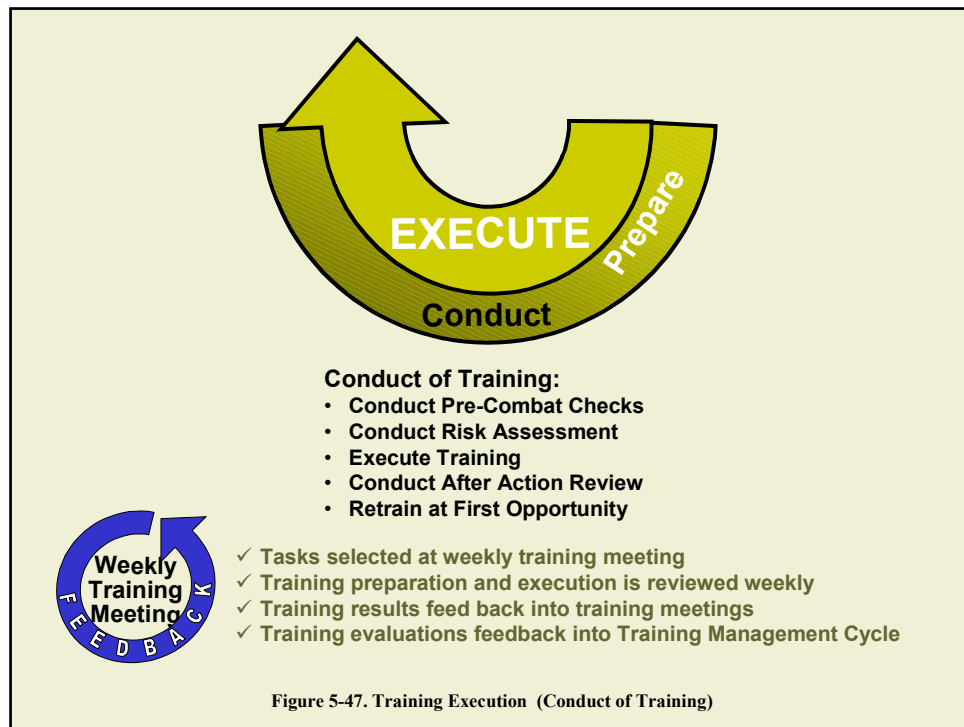 EXECUTE
Prepare
Conduct
Conduct of Training:
• Conduct Pre-Combat Checks
• Conduct Risk Assessment
• Execute Training
• Conduct After Action Review
• Retrain at First Opportunity
Weekly
Training
Meeting
FEEDBACK
✓ Tasks selected at weekly training meeting
✓ Training preparation and execution is reviewed weekly
✓ Training results feed back into training meetings
✓ Training evaluations feedback into Training Management Cycle
Figure 5-47. Training Execution (Conduct of Training)